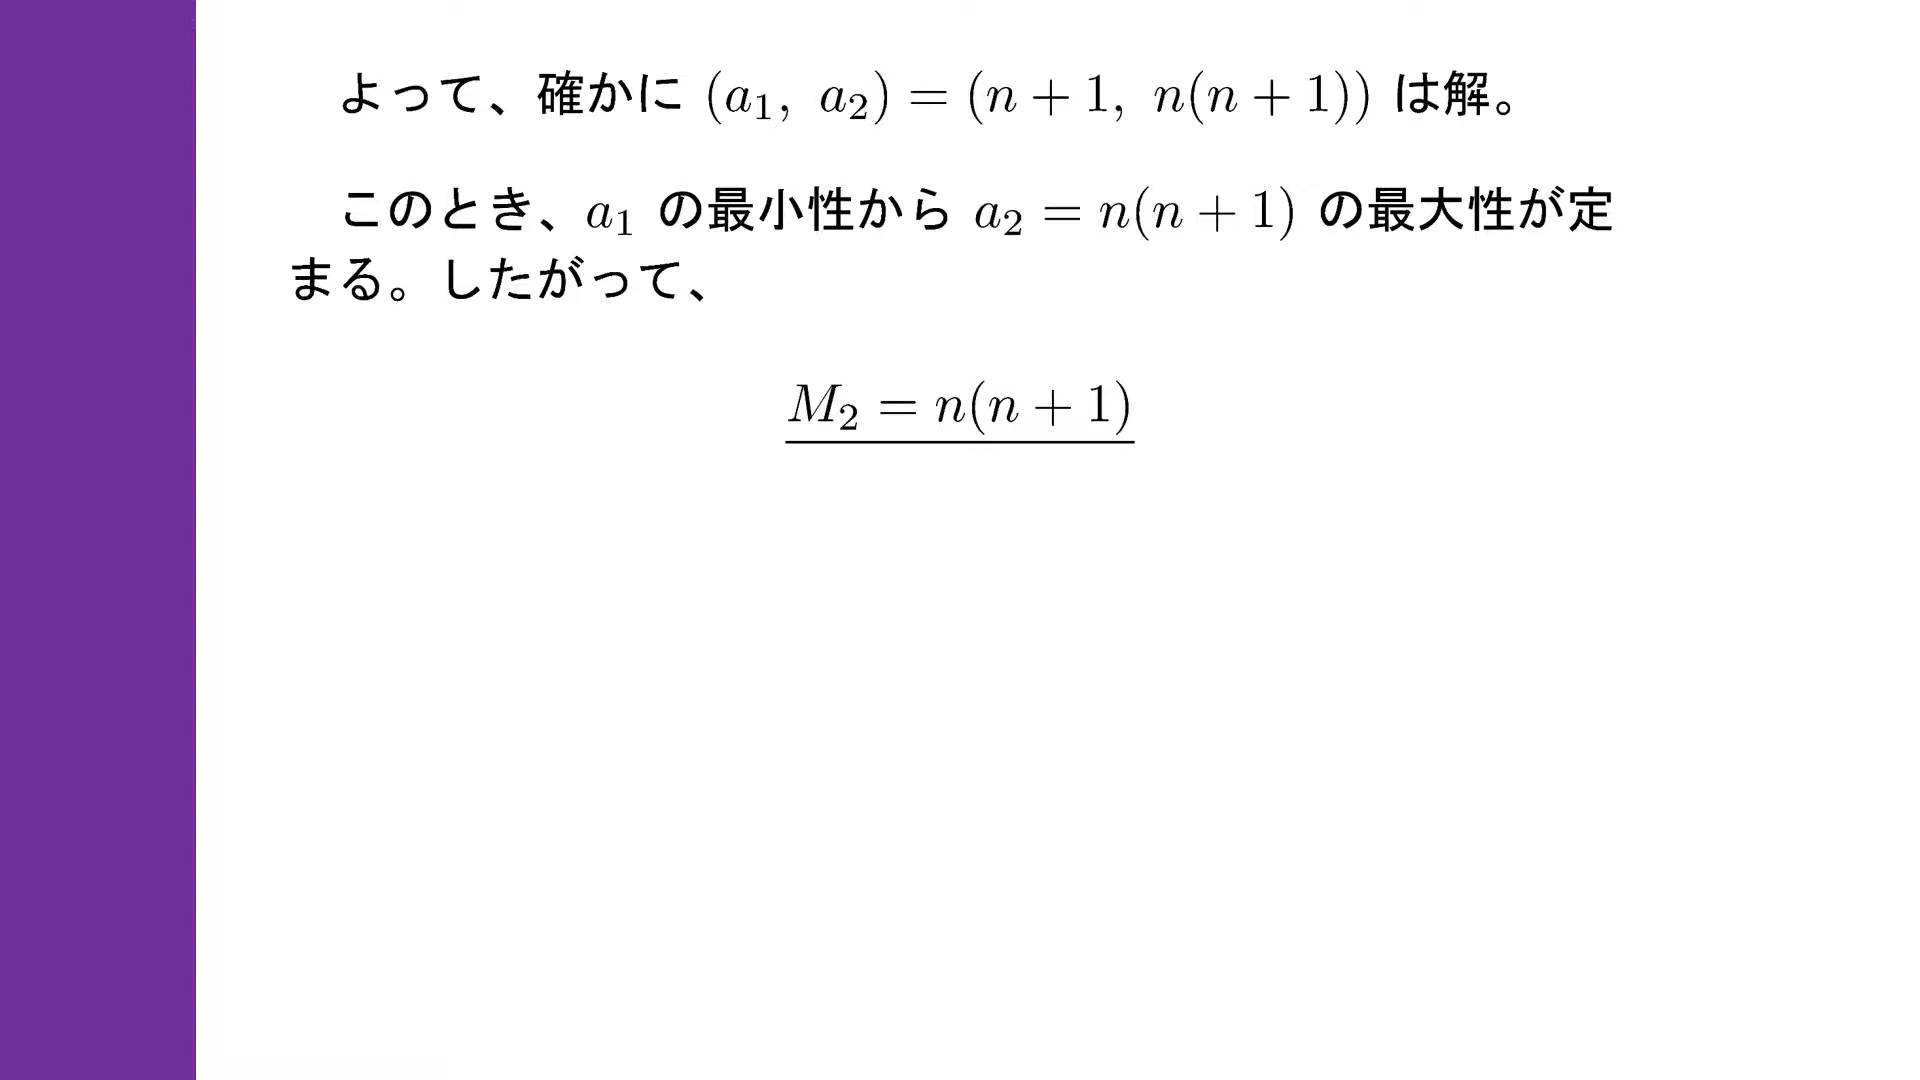 よって、確かに (a₁, a₂) = (n + 1, n(n + 1)) は解。
このとき、a₁ の最小性から a₂ = n(n + 1) の最大性が定
まる。したがって、
M₂ = n(n + 1)